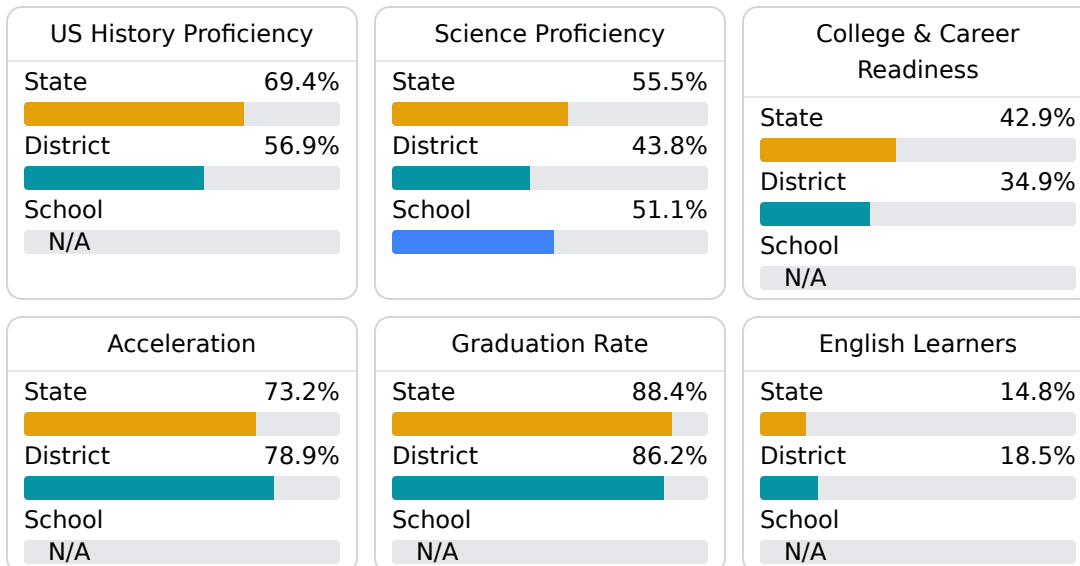 US History Proficiency
State 69.4%
District 56.9%
School
N/A
Science Proficiency
State 55.5%
District 43.8%
School 51.1%
College & Career
Readiness
State 42.9%
District 34.9%
School
N/A
Acceleration
State 73.2%
District 78.9%
School
N/A
Graduation Rate
State 88.4%
District 86.2%
School
N/A
English Learners
State 14.8%
District 18.5%
School
N/A